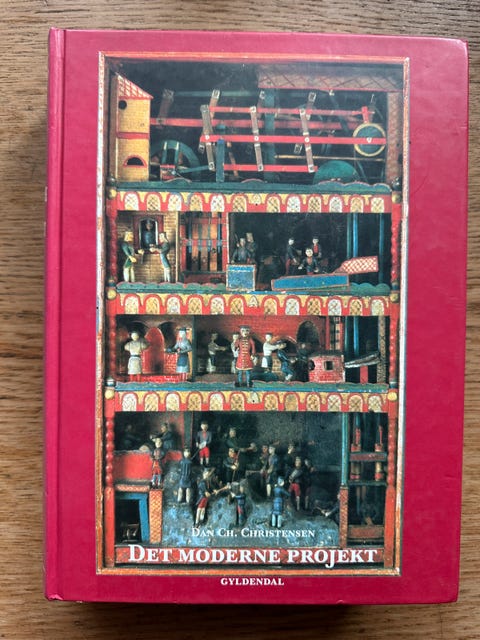 DAN CH. CHRISTENSEN
DET MODERNE PROJEKT
GYLDENDAL